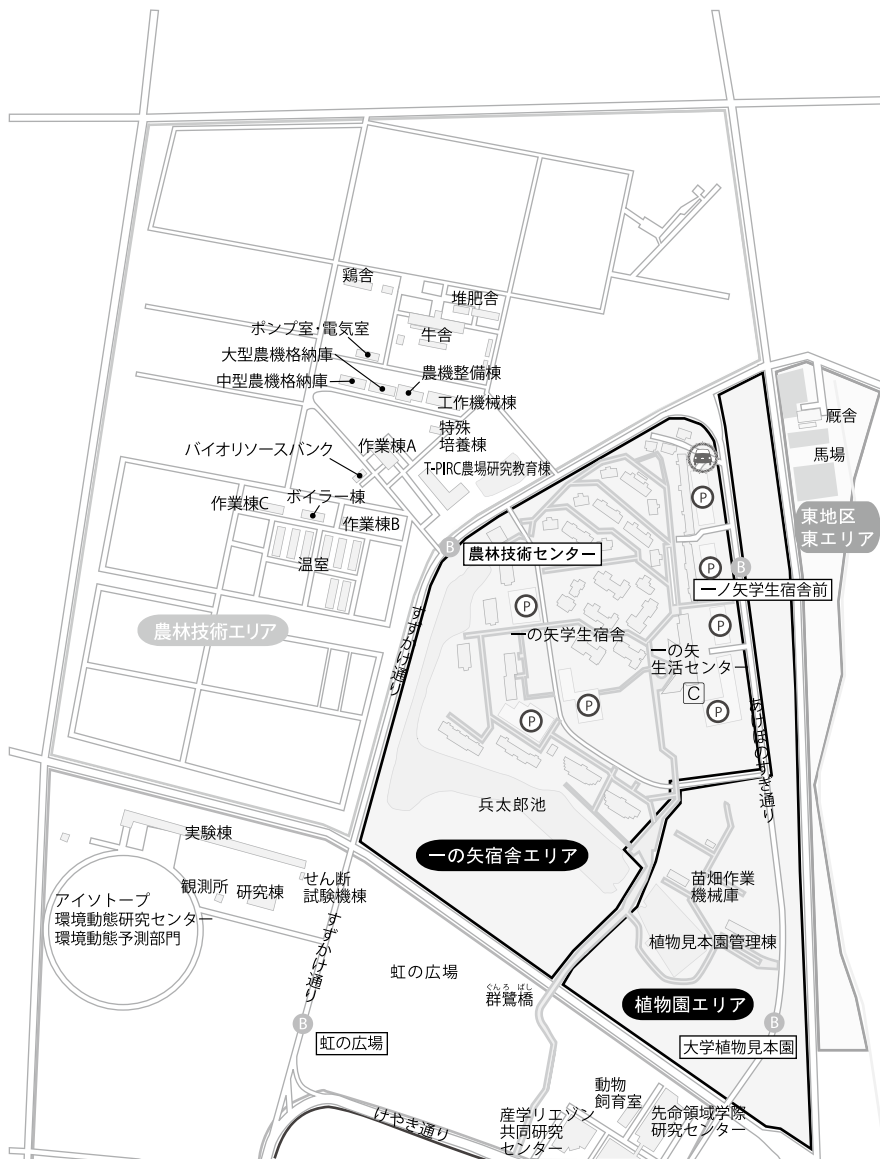 鶏舎
堆肥舎
ポンプ室・電気室
牛舎
大型農機格納庫
中型農機格納庫
農機整備棟
工作機械棟
特殊
培養棟
作業棟A
バイオリソースバンク
T-PIRC農場研究教育棟
作業棟C
ボイラー棟
作業棟B
温室
厩舎
馬場
東地区
東エリア
P
B
農林技術センター
P
B
一ノ矢学生宿舎前
農林技術エリア
すずかけ通り
P
一の矢学生宿舎
P
一の矢
生活センター
C
P
P
P
あけぼのすぎ通り
兵太郎池
一の矢宿舎エリア
実験棟
観測所
研究棟
せん断
試験機棟
アイソトープ
環境動態研究センター
環境動態予測部門
すずかけ通り
苗畑作業
機械庫
植物見本園管理棟
虹の広場
ぐんろ ばし
群鷺橋
植物園エリア
B
虹の広場
B
大学植物見本園
けやき通り
動物
飼育室
産学リエゾン
共同研究
センター
先命領域学際
研究センター